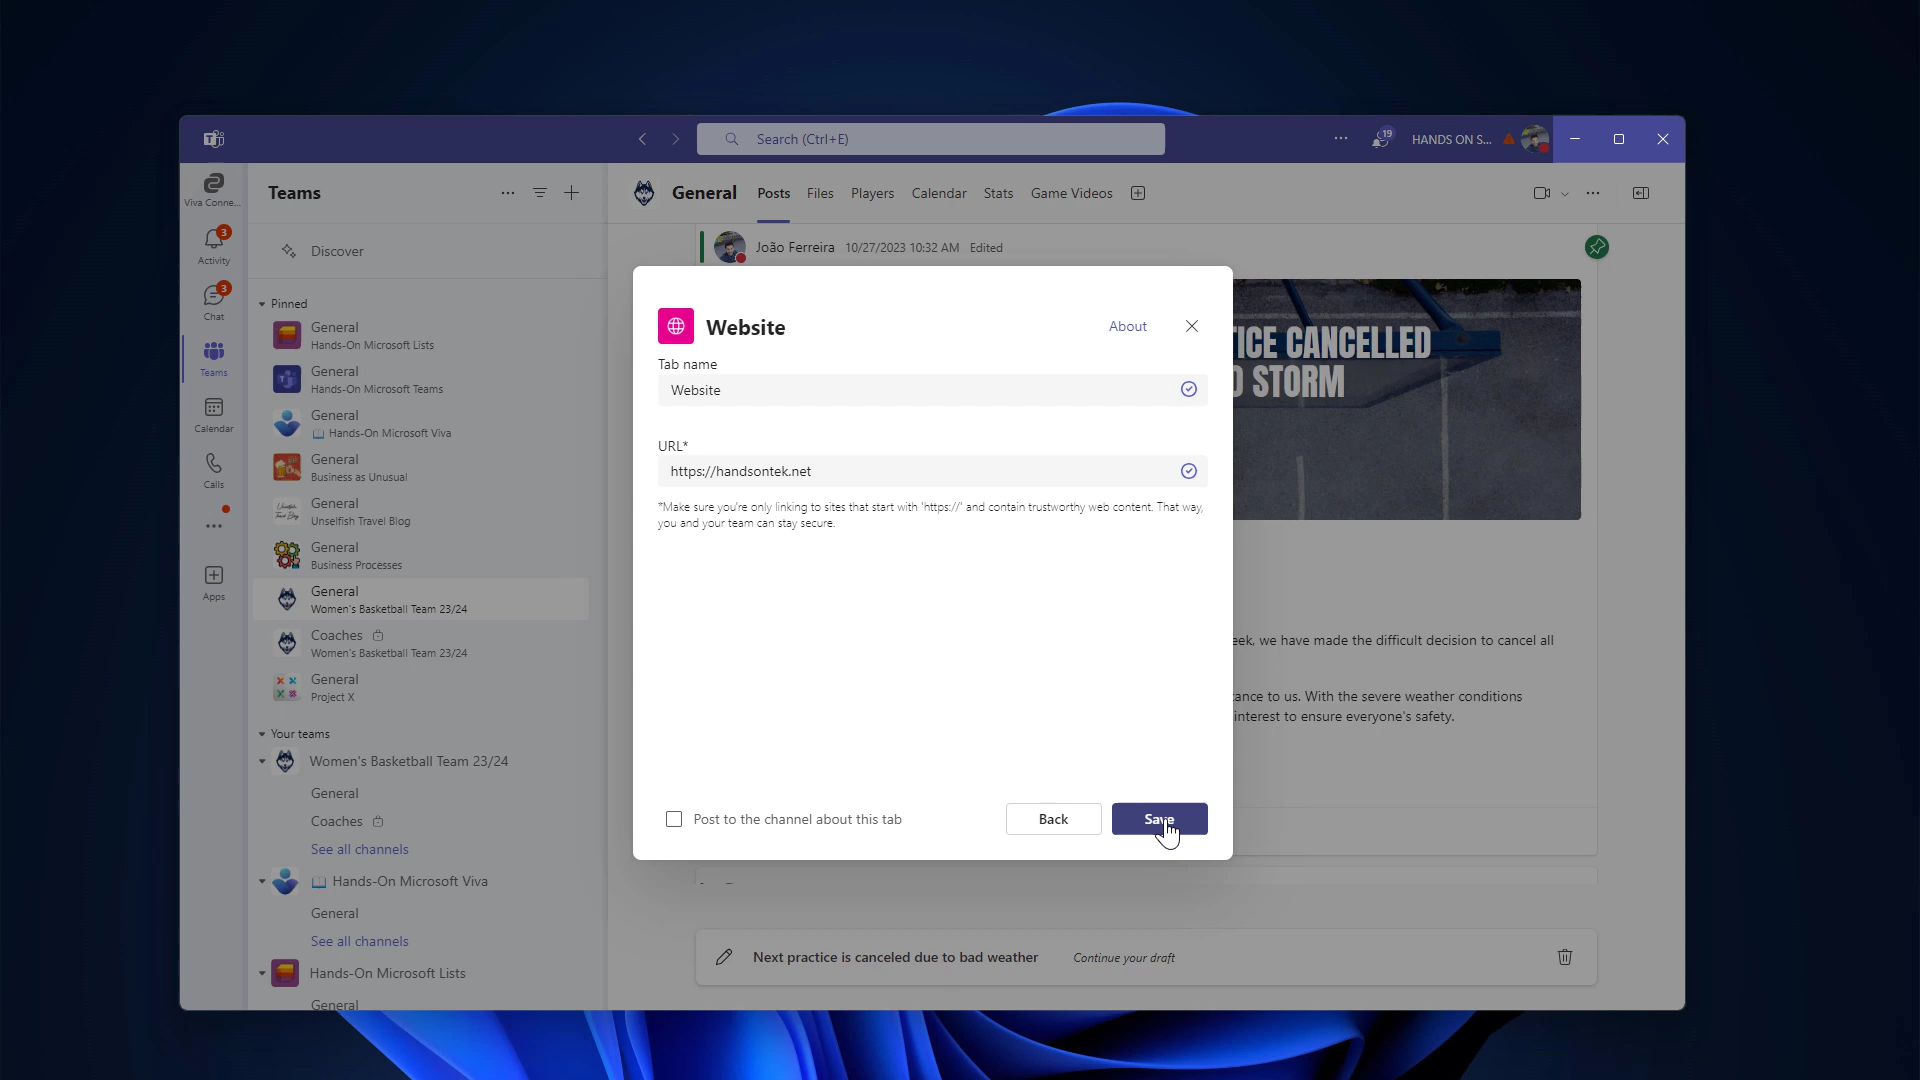 Search (Ctrl+E)
19
HANDS ON S...
Viva Conne...
3
Activity
3
Chat
Teams
Calendar
Calls
Apps
Teams
Discover
Pinned
General
Hands-On Microsoft Lists
General
Hands-On Microsoft Teams
General
Hands-On Microsoft Viva
General
Business as Unusual
General
Unselfish Travel Blog
General
Business Processes
General
Women's Basketball Team 23/24
Coaches
Women's Basketball Team 23/24
General
Project X
Your teams
Women's Basketball Team 23/24
General
Coaches
See all channels
Hands-On Microsoft Viva
General
See all channels
Hands-On Microsoft Lists
General
General Posts Files Players Calendar Stats Game Videos
João Ferreira 10/27/2023 10:32 AM Edited
ICE CANCELLED
STORM
eek, we have made the difficult decision to cancel all
ance to us. With the severe weather conditions
interest to ensure everyone's safety.
Website
About
Tab name
Website
URL*
https://handsontek.net
*Make sure you're only linking to sites that start with 'https://' and contain trustworthy web content. That way,
you and your team can stay secure.
Post to the channel about this tab
Back
Save
Next practice is canceled due to bad weather Continue your draft